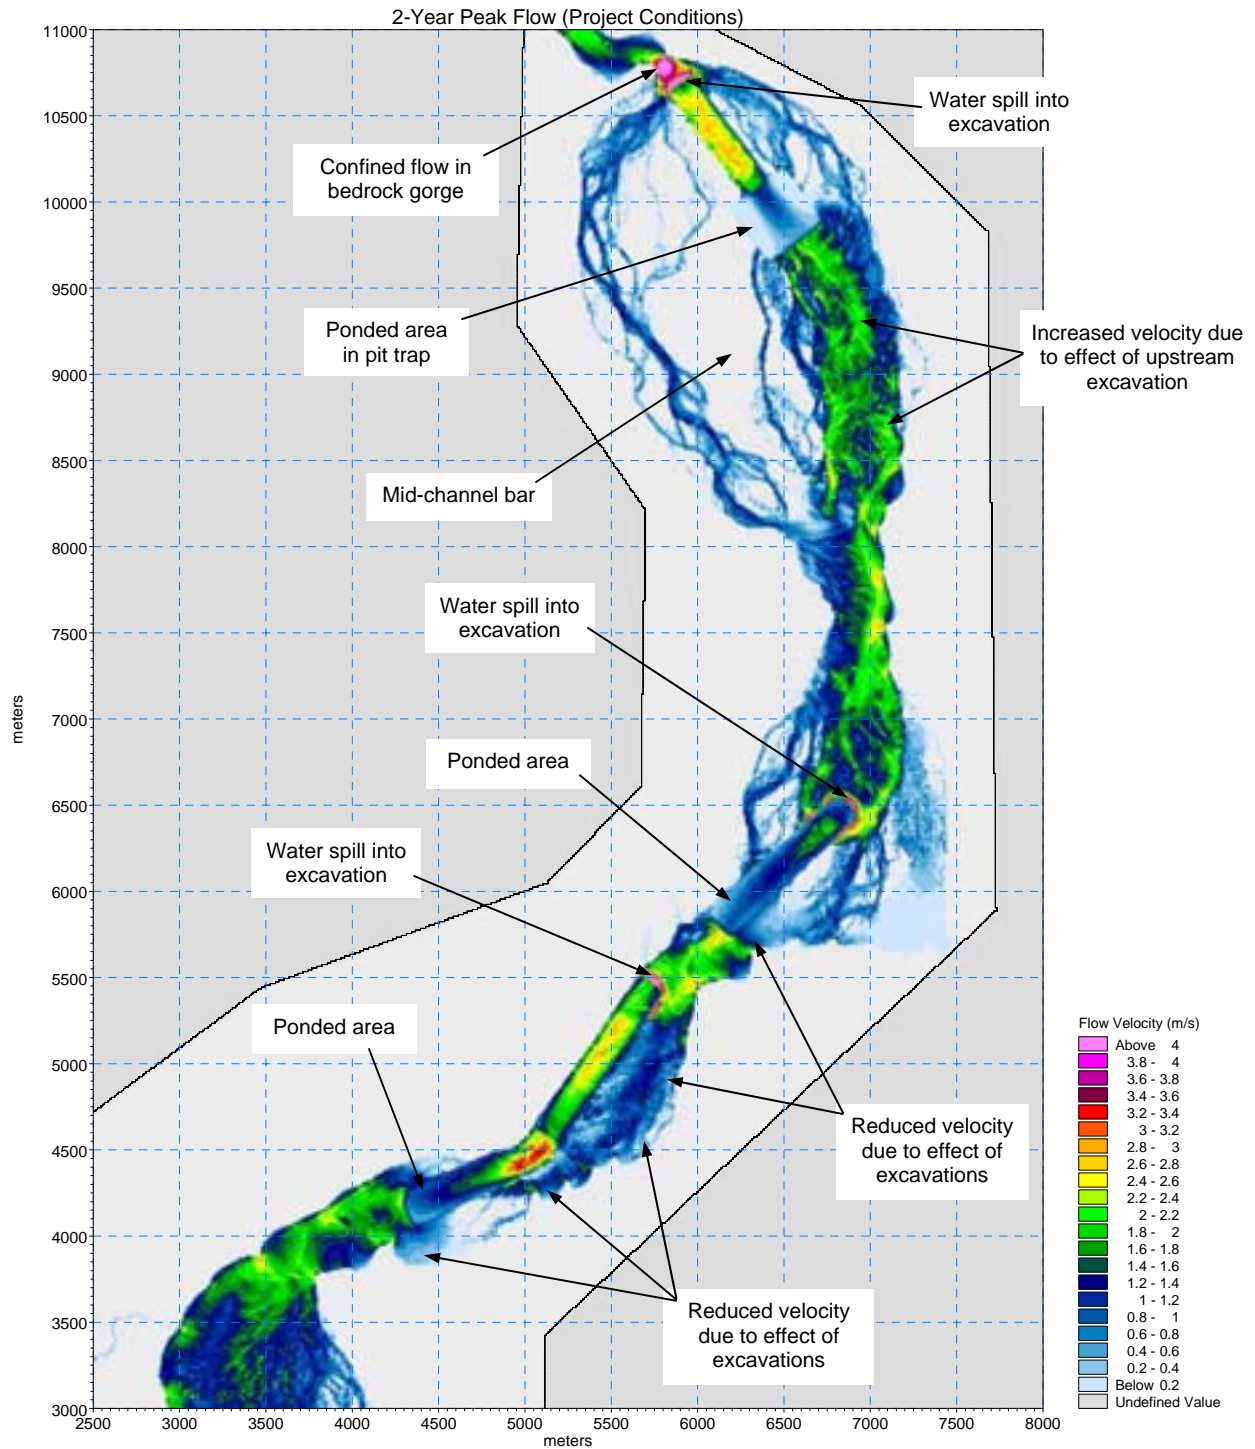 2-Year Peak Flow (Project Conditions)
11000
10500
10000
9500
9000
8500
8000
7500
7000
6500
6000
5500
5000
4500
4000
3500
3000
meters
Water spill into
excavation
Confined flow in
bedrock gorge
Ponded area
in pit trap
Increased velocity due
to effect of upstream
excavation
Mid-channel bar
Water spill into
excavation
Ponded area
Water spill into
excavation
Ponded area
Reduced velocity
due to effect of
excavations
Reduced velocity
due to effect of
excavations
2500 3000 3500 4000 4500 5000 5500 6000 6500 7000 7500 8000
meters
Flow Velocity (m/s)
Above 4
3.8 - 4
3.6 - 3.8
3.4 - 3.6
3.2 - 3.4
3 - 3.2
2.8 - 3
2.6 - 2.8
2.4 - 2.6
2.2 - 2.4
2 - 2.2
1.8 - 2
1.6 - 1.8
1.4 - 1.6
1.2 - 1.4
1 - 1.2
0.8 - 1
0.6 - 0.8
0.4 - 0.6
0.2 - 0.4
Below 0.2
Undefined Value